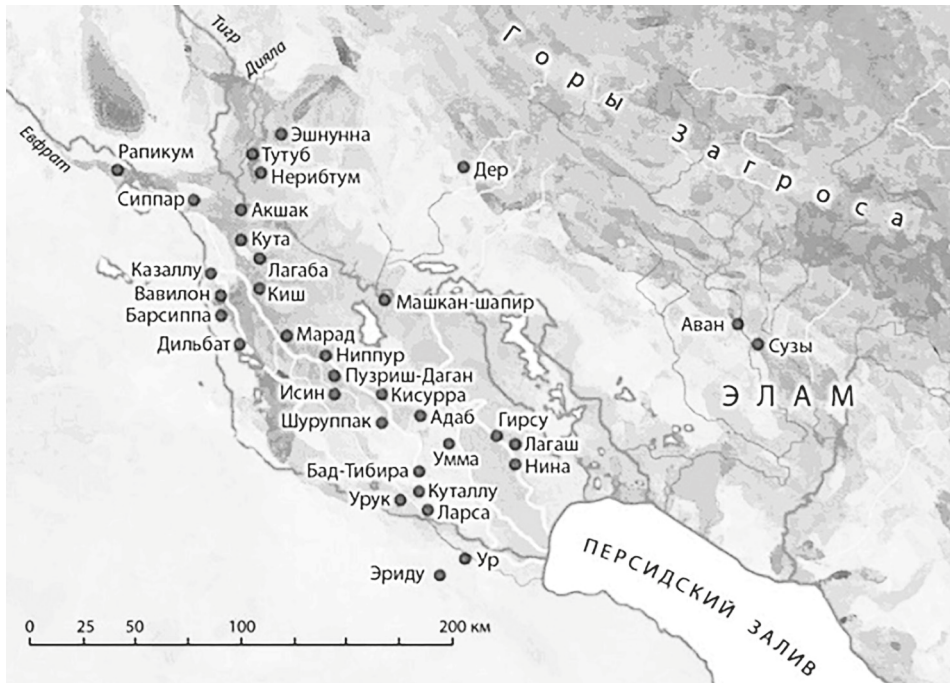 Тигр
Дияла
Горы Загроса
Евфрат
Эшнунна
Рапикум
Тутуб
Нерибтум
Дер
Сиппар
Акшак
Кута
Казаллу
Лагаба
Вавилон
Киш
Машкан-шапир
Барсиппа
Аван
Дильбат
Марад
Сузы
Ниппур
Пузриш-Даган
ЭЛАМ
Исин
Кисурра
Шуруппак
Адаб
Гирсу
Умма
Лагаш
Нина
Бад-Тибира
Куталлу
Урук
Ларса
Ур
Эриду
ПЕРСИДСКИЙ ЗАЛИВ
0 25 50 100 200 км